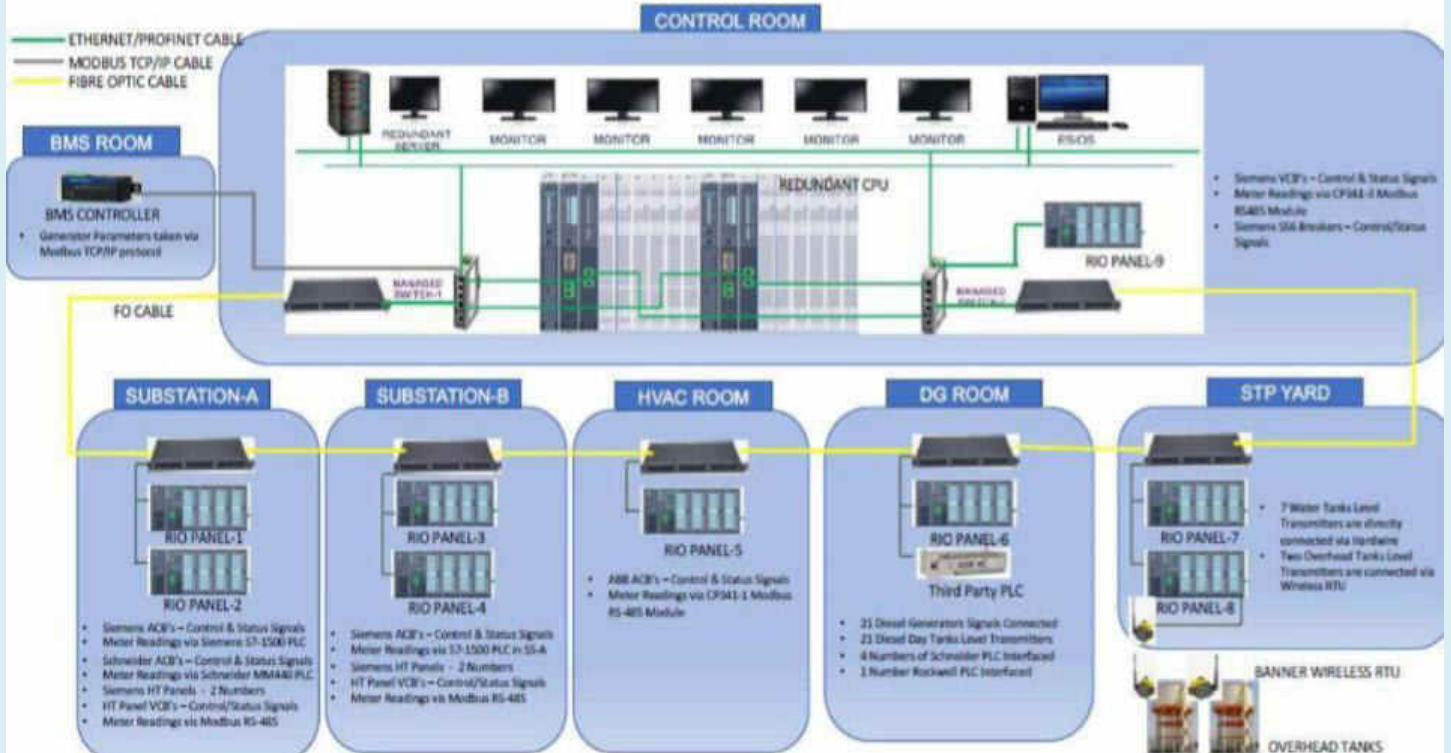 CONTROL ROOM
ETHERNET/PROFINET CABLE
MODBUS TCP/IP CABLE
FIBRE OPTIC CABLE
REDUNDANT
SERVER
MONITOR
MONITOR
MONITOR
MONITOR
MONITOR
ES/OS
BMS ROOM
BMS CONTROLLER
• Generator Parameters taken via
Modbus TCP/IP protocol
REDUNDANT CPU
• Siemens VCB's – Control & Status Signals
• Meter Readings via Modbus
RS485 Module
• Siemens Breakers – Control/Status
Signals
RIO PANEL-9
MANAGED
SWITCH-1
MANAGED
FO CABLE
SUBSTATION-A
RIO PANEL-1
RIO PANEL-2
• Siemens ACB's – Control & Status Signals
• Meter Readings via Siemens S7-1500 PLC
• Schneider ACB's – Control & Status Signals
• Meter Readings via Schneider PLC
• Siemens HT Panels - 2 Numbers
• HT Panel VCB's – Control/Status Signals
• Meter Readings via Modbus RS-485
SUBSTATION-B
RIO PANEL-3
RIO PANEL-4
• Siemens ACB's – Control & Status Signals
• Meter Readings via S7-1500 PLC in SS-A
• Siemens HT Panels - 2 Numbers
• HT Panel VCB's – Control/Status Signals
• Meter Readings via Modbus RS-485
HVAC ROOM
RIO PANEL-5
• ABB ACB's – Control & Status Signals
• Meter Readings via CP341-1 Modbus
RS-485 Module
DG ROOM
RIO PANEL-6
Third Party PLC
• 21 Diesel Generators Signals Connected
• 21 Diesel Day Tanks Level Transmitters
• 4 Numbers of Schneider PLC Interfaced
• 1 Number Rockwell PLC Interfaced
STP YARD
RIO PANEL-7
RIO PANEL-8
• 7 Water Tanks Level
Transmitters are directly
connected via Hardwire
• Two Overhead Tanks Level
Transmitters are connected via
Wireless RTU
BANNER WIRELESS RTU
OVERHEAD TANKS